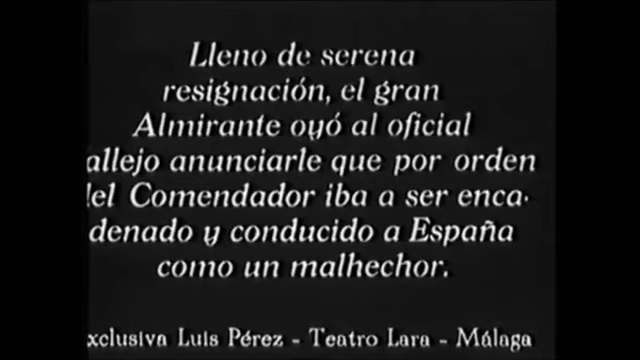 Lleno de serena
resignación, el gran
Almirante oyó al oficial
allejo anunciarle que por orden
del Comendador iba a ser enca-
denado y conducido a España
como un malhechor.
xclusiva Luis Pérez - Teatro Lara - Málaga